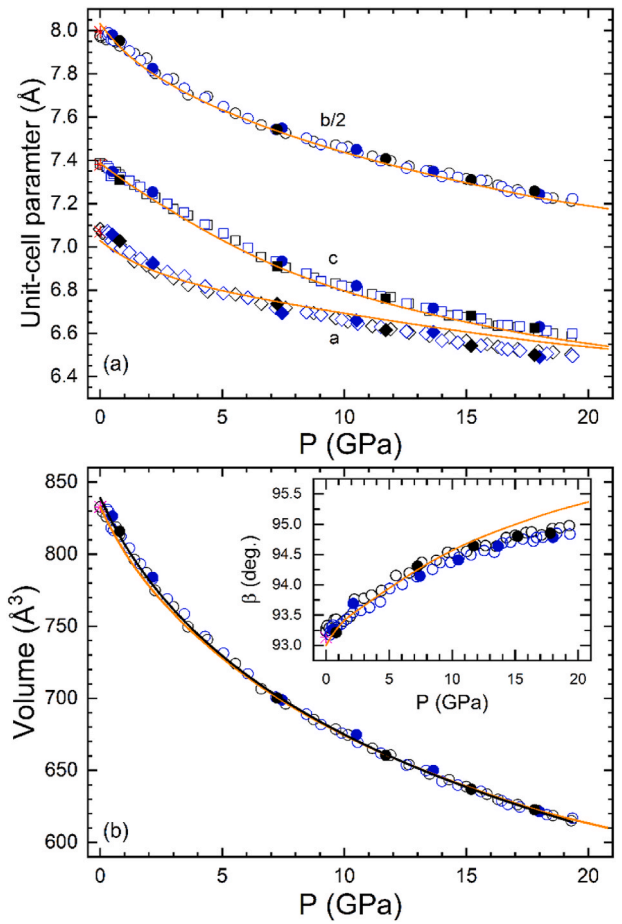 8.0
7.8
7.6
7.4
7.2
7.0
6.8
6.6
6.4
Unit-cell paramter (Å)
b/2
c
a
(a)
0 5 10 15 20
P (GPa)
850
800
750
700
650
600
Volume (Å³)
95.5
95.0
94.5
94.0
93.5
93.0
β (deg.)
0 5 10 15 20
P (GPa)
(b)
0 5 10 15 20
P (GPa)